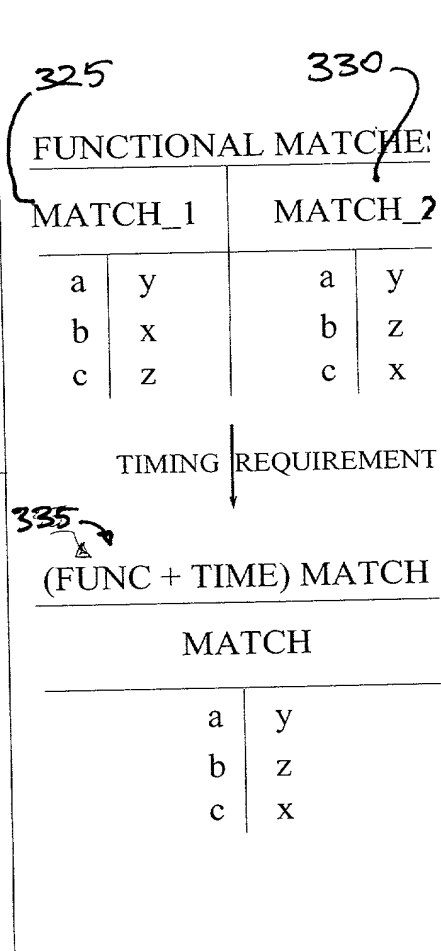 325 330
FUNCTIONAL MATCHES
MATCH_1 MATCH_2
a y a y
b x b z
c z c x
TIMING REQUIREMENT
335
(FUNC + TIME) MATCH
MATCH
a y
b z
c x